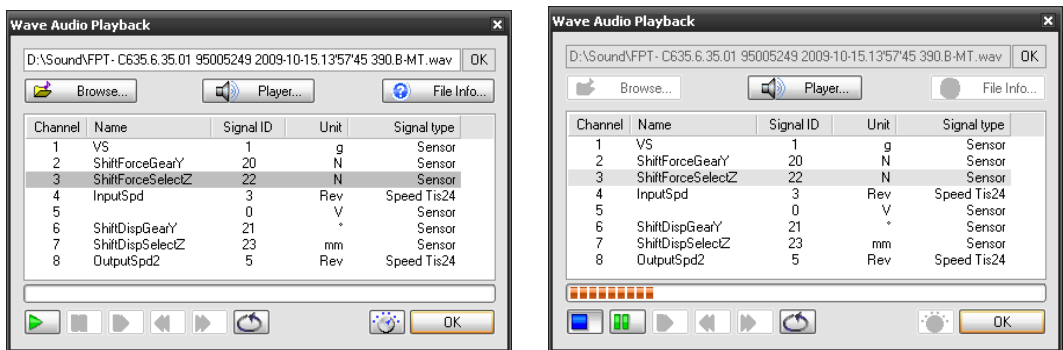 Wave Audio Playback
D:\Sound\FPT- C635.6.35.01 95005249 2009-10-15.13'57'45 390.B-MT.wav OK
Browse... Player... File Info...
Channel Name Signal ID Unit Signal type
1 VS 1 g Sensor
2 ShiftForceGearY 20 N Sensor
3 ShiftForceSelectZ 22 N Sensor
4 InputSpd 3 Rev Speed Tis24
5 0 V Sensor
6 ShiftDispGearY 21 ° Sensor
7 ShiftDispSelectZ 23 mm Sensor
8 OutputSpd2 5 Rev Speed Tis24
OK
Wave Audio Playback
D:\Sound\FPT- C635.6.35.01 95005249 2009-10-15.13'57'45 390.B-MT.wav OK
Browse... Player... File Info...
Channel Name Signal ID Unit Signal type
1 VS 1 g Sensor
2 ShiftForceGearY 20 N Sensor
3 ShiftForceSelectZ 22 N Sensor
4 InputSpd 3 Rev Speed Tis24
5 0 V Sensor
6 ShiftDispGearY 21 ° Sensor
7 ShiftDispSelectZ 23 mm Sensor
8 OutputSpd2 5 Rev Speed Tis24
OK